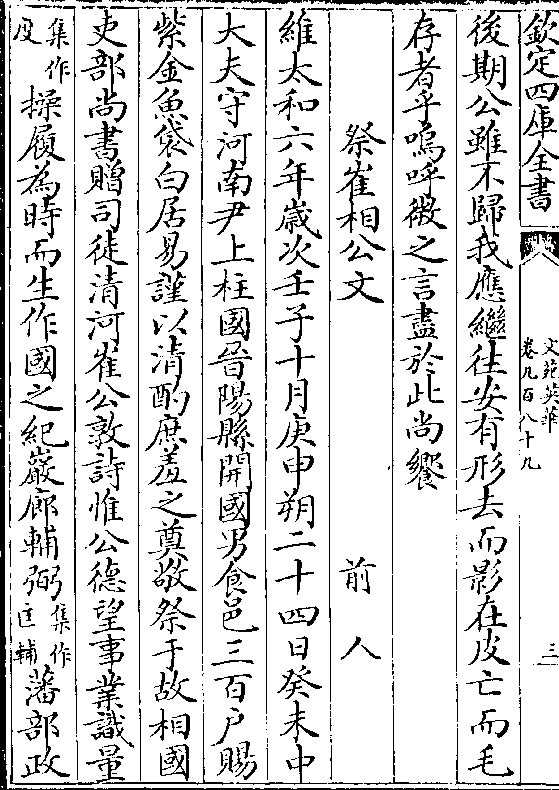 欽定四庫全書
文苑英華
卷九百八十九
三
後期公雖不歸我應繼往安有形去而影在皮亡而毛
存者乎嗚呼微之言盡於此尚饗
祭崔相公文 前人
維太和六年歲次壬子十月庚申朔二十四日癸未中
大夫守河南尹上柱國晉陽縣開國男食邑三百户賜
紫金魚袋白居易謹以清酌庶羞之奠敬祭于故相國
吏部尚書贈司徒清河崔公敦詩惟公德望事業識量
集作度操履為時而生作國之紀巖廊輔弼集作匡輔藩部政